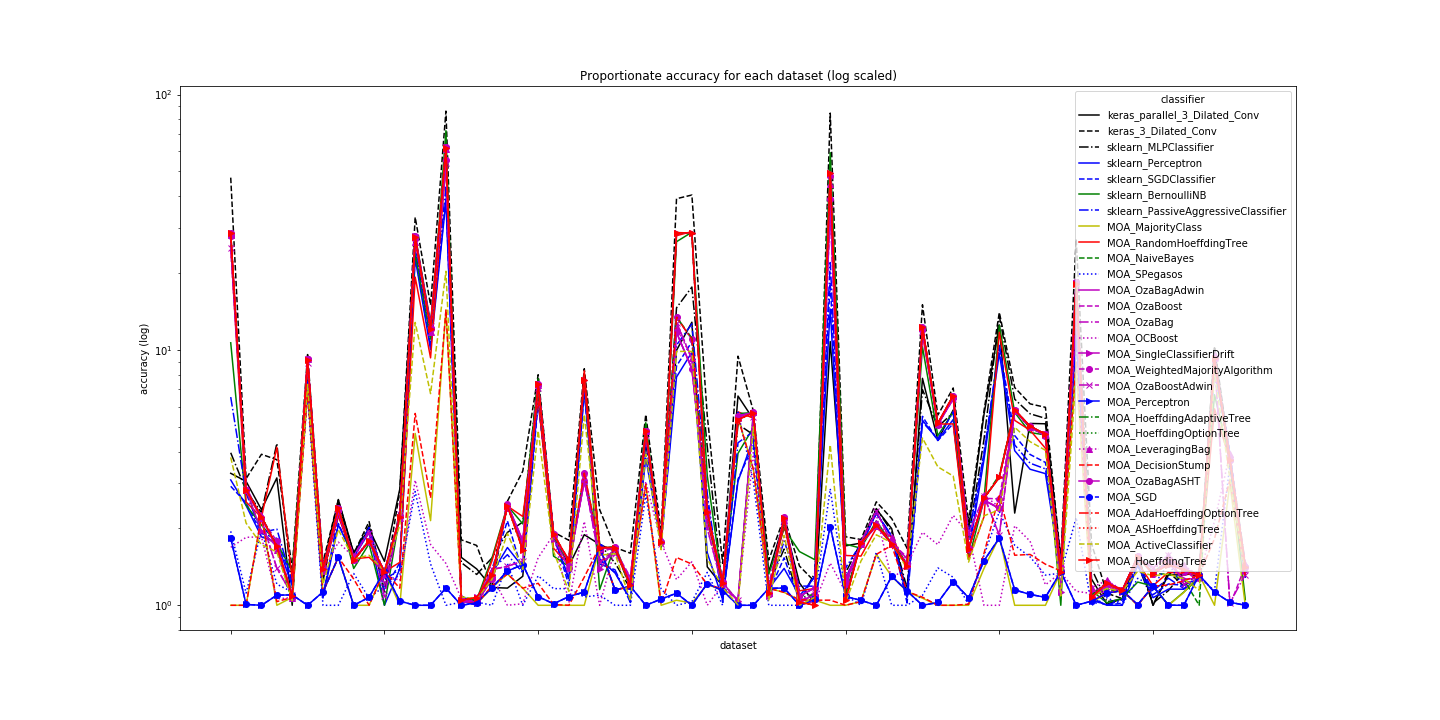 Proportionate accuracy for each dataset (log scaled)
10²
10¹
10⁰
accuracy (log)
dataset
classifier
keras_parallel_3_Dilated_Conv
keras_3_Dilated_Conv
sklearn_MLPClassifier
sklearn_Perceptron
sklearn_SGDClassifier
sklearn_BernoulliNB
sklearn_PassiveAggressiveClassifier
MOA_MajorityClass
MOA_RandomHoeffdingTree
MOA_NaiveBayes
MOA_SPegasos
MOA_OzaBagAdwin
MOA_OzaBoost
MOA_OzaBag
MOA_OCBoost
MOA_SingleClassifierDrift
MOA_WeightedMajorityAlgorithm
MOA_OzaBoostAdwin
MOA_Perceptron
MOA_HoeffdingAdaptiveTree
MOA_HoeffdingOptionTree
MOA_LeveragingBag
MOA_DecisionStump
MOA_OzaBagASHT
MOA_SGD
MOA_AdaHoeffdingOptionTree
MOA_ASHoeffdingTree
MOA_ActiveClassifier
MOA_HoeffdingTree